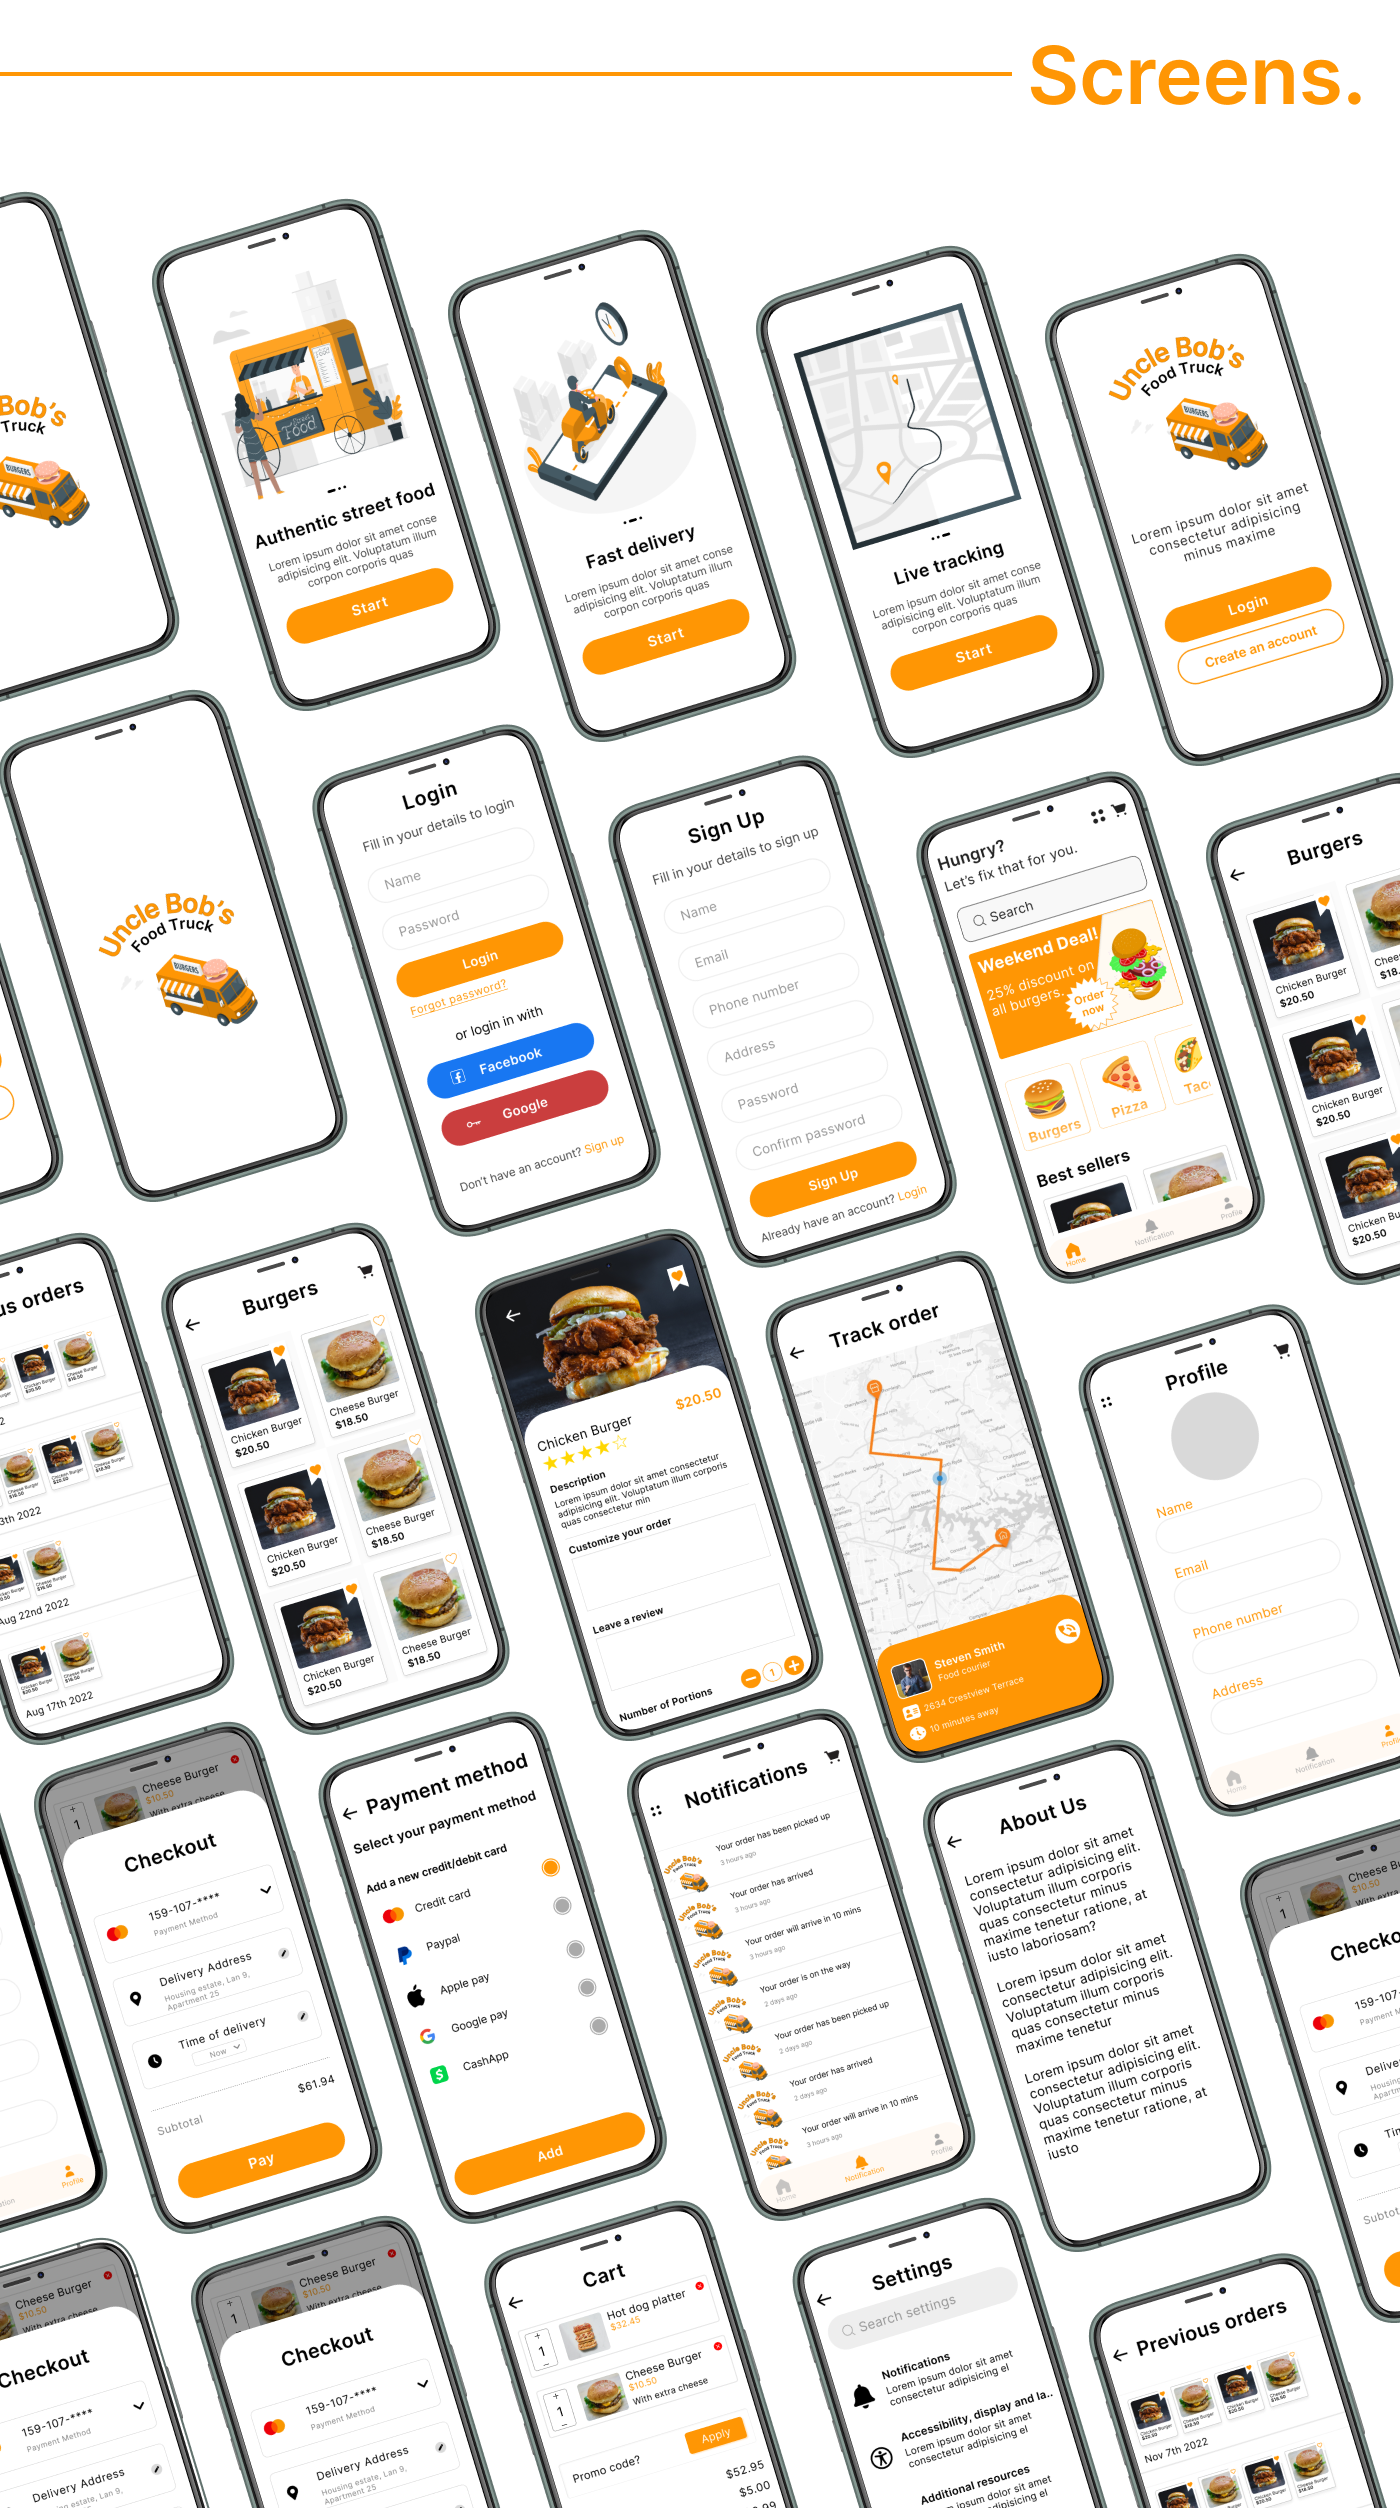 Screens.
Bob's
Truck
BURGERS
Street Food
Authentic street food
Lorem ipsum dolor sit amet conse
adipisicing elit. Voluptatum illum
corpon corporis quas
Start
Fast delivery
Lorem ipsum dolor sit amet conse
adipisicing elit. Voluptatum illum
corpon corporis quas
Start
Live tracking
Lorem ipsum dolor sit amet conse
adipisicing elit. Voluptatum illum
corpon corporis quas
Start
Uncle Bob's
Food Truck
BURGERS
Lorem ipsum dolor sit amet
consectetur adipisicing
minus maxime
Login
Create an account
Uncle Bob's
Food Truck
BURGERS
Login
Fill in your details to login
Name
Password
Login
Forgot password?
or login in with
Facebook
Google
Don't have an account? Sign up
Sign Up
Fill in your details to sign up
Name
Email
Phone number
Address
Password
Confirm password
Sign Up
Already have an account? Login
Hungry?
Let's fix that for you.
Search
Weekend Deal!
25% discount on
all burgers.
Order
now
Burgers
Pizza
Tac
Best sellers
Home
Notification
Profile
Burgers
Chicken Burger
$20.50
Chees
$18.
Chicken Burger
$20.50
Chicken Bu
$20.50
us orders
3th 2022
Aug 22nd 2022
Aug 17th 2022
Burgers
Chicken Burger
$20.50
Cheese Burger
$18.50
Chicken Burger
$20.50
Cheese Burger
$18.50
Chicken Burger
$20.50
Cheese Burger
$18.50
$20.50
Chicken Burger
Description
Lorem ipsum dolor sit amet consectetur
adipisicing elit. Voluptatum illum corporis
quas consectetur min
Customize your order
Leave a review
Number of Portions
1
Track order
Steven Smith
Food courier
2634 Crestview Terrace
10 minutes away
Profile
Name
Email
Phone number
Address
Home
Notification
Profile
Cheese Burger
$10.50
With extra cheese
1
Checkout
159-107-****
Payment Method
Delivery Address
Housing estate, Lan 9,
Apartment 25
Time of delivery
Now
$61.94
Subtotal
Pay
Profile
Payment method
Select your payment method
Add a new credit/debit card
Credit card
Paypal
Apple pay
Google pay
CashApp
Add
Notifications
Your order has been picked up
3 hours ago
Your order has arrived
3 hours ago
Your order will arrive in 10 mins
3 hours ago
Your order is on the way
2 days ago
Your order has been picked up
2 days ago
Your order has arrived
2 days ago
Your order will arrive in 10 mins
3 hours ago
Home
Notification
Profile
About Us
Lorem ipsum dolor sit amet
consectetur adipisicing elit.
Voluptatum illum corporis
quas consectetur minus
maxime tenetur ratione, at
iusto laboriosam?
Lorem ipsum dolor sit amet
consectetur adipisicing elit.
Voluptatum illum corporis
quas consectetur minus
maxime tenetur
Lorem ipsum dolor sit amet
consectetur adipisicing elit.
Voluptatum illum corporis
quas consectetur minus
maxime tenetur ratione, at
iusto
Cheese Bu
$10.50
With ex
1
Checko
159-107-
Payment M
Delive
Housing
Apartm
Tin
Subtot
Cheese Burger
$10.50
With extra cheese
Checkout
159-107-****
Payment Method
Delivery Address
Housing estate, Lan 9,
Apartment 25
Cheese Burger
$10.50
With extra cheese
1
Checkout
159-107-****
Payment Method
Delivery Address
Housing estate, Lan 9,
Apartment 25
Cart
Hot dog platter
$32.45
1
Cheese Burger
$10.50
With extra cheese
1
Promo code?
Apply
$52.95
$5.00
.99
Settings
Search settings
Notifications
Lorem ipsum dolor sit amet
consectetur adipisicing el
Accessibility, display and la..
Lorem ipsum dolor sit amet
consectetur adipisicing el
Additional resources
rem ipsum dolor sit amet
nsectetur adipisicing el
Previous orders
Nov 7th 2022